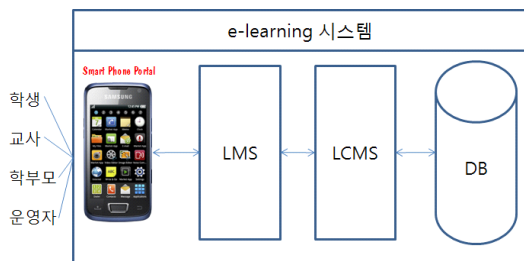 e-learning 시스템
Smart Phone Portal
SAMSUNG
학생
교사
학부모
운영자
LMS
LCMS
DB